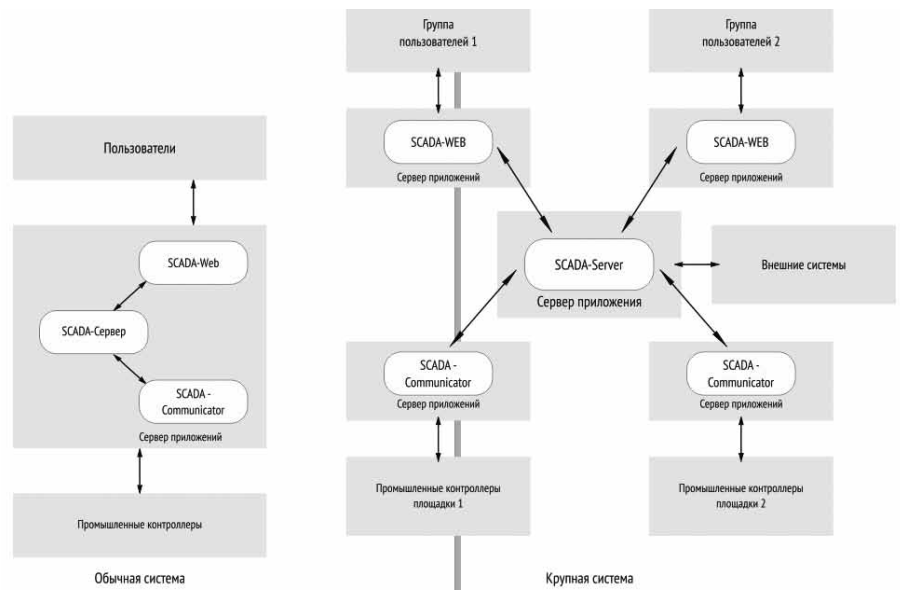 Пользователи
SCADA-Web
SCADA-Сервер
SCADA -
Communicator
Сервер приложений
Промышленные контроллеры
Обычная система
Группа
пользователей 1
Группа
пользователей 2
SCADA-WEB
Сервер приложений
SCADA-WEB
Сервер приложений
SCADA-Server
Сервер приложения
Внешние системы
SCADA -
Communicator
Сервер приложений
SCADA -
Communicator
Сервер приложений
Промышленные контроллеры
площадки 1
Промышленные контроллеры
площадки 2
Крупная система